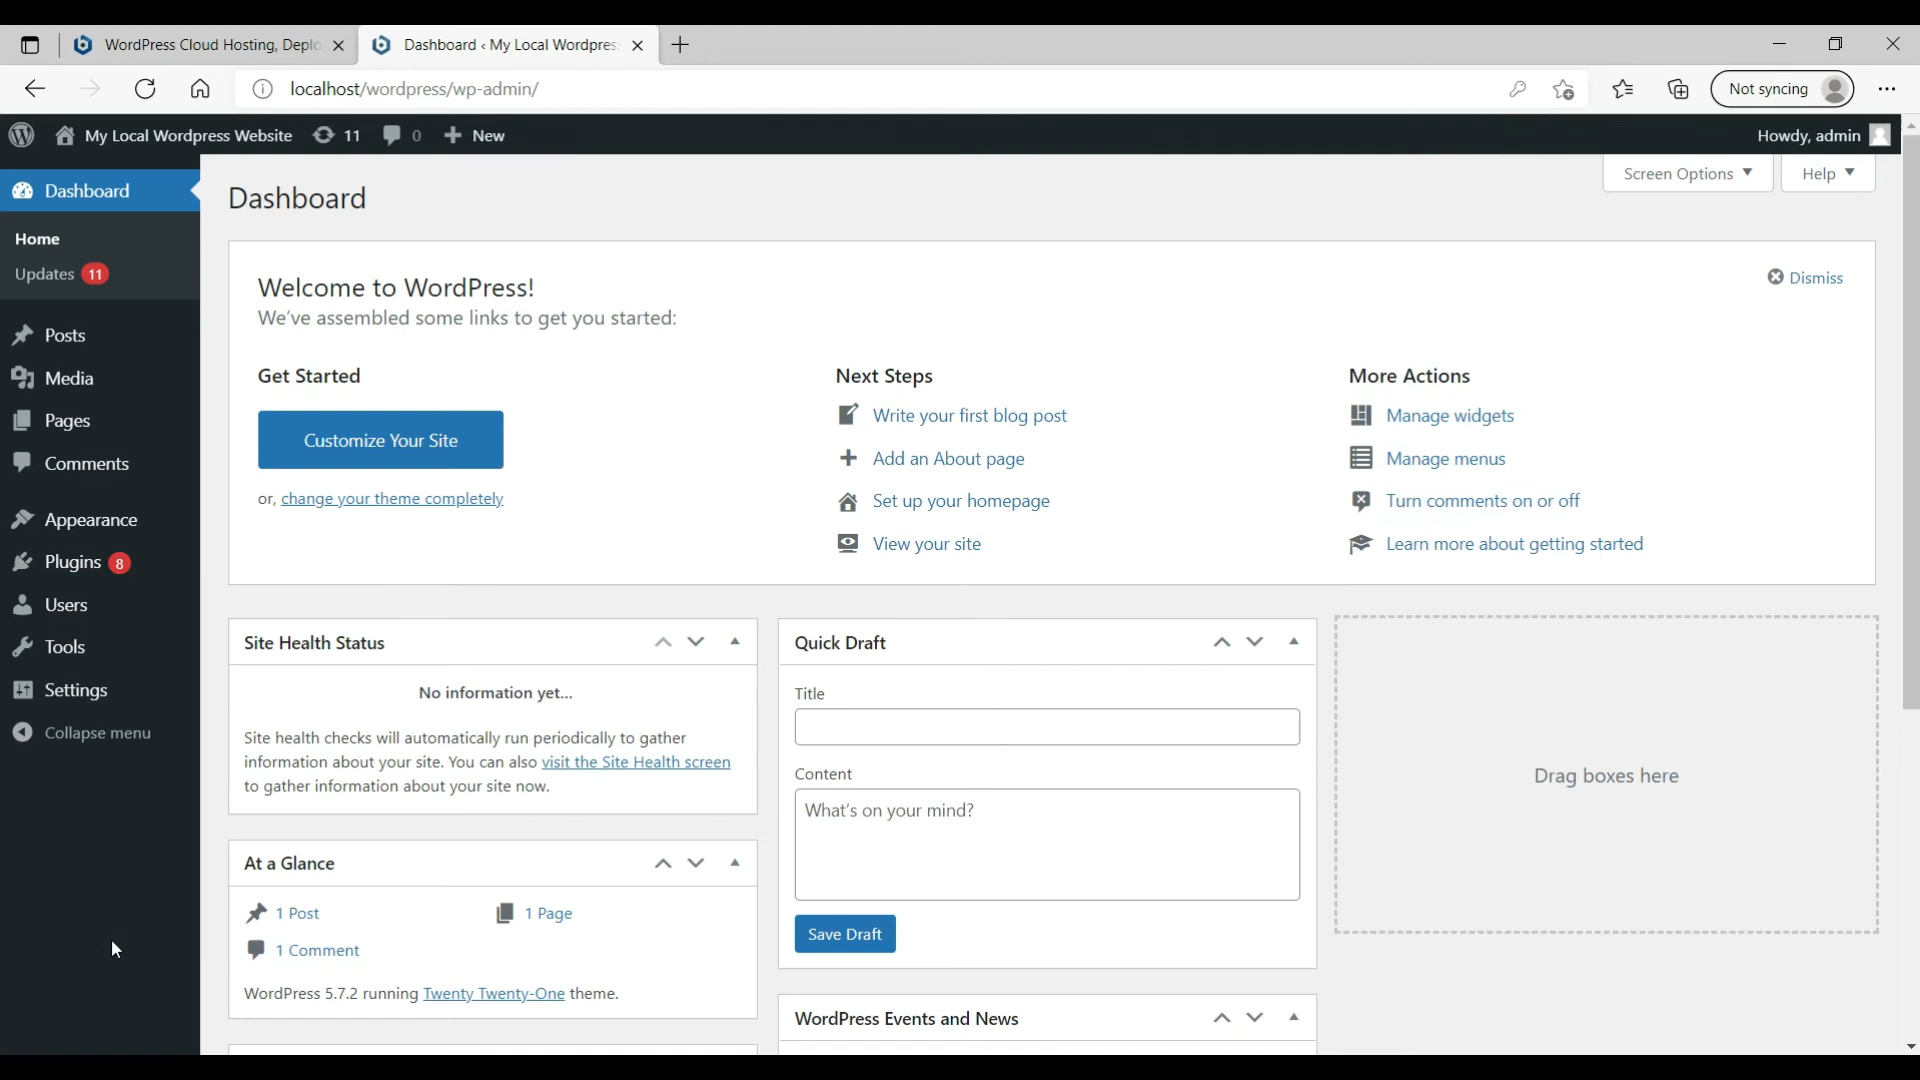 WordPress Cloud Hosting, Deplo
Dashboard ‹ My Local Wordpres
localhost/wordpress/wp-admin/
Not syncing
My Local Wordpress Website
11
0
New
Howdy, admin
Dashboard
Home
Updates 11
Posts
Media
Pages
Comments
Appearance
Plugins 8
Users
Tools
Settings
Collapse menu
Dashboard
Screen Options
Help
Welcome to WordPress!
We've assembled some links to get you started:
Dismiss
Get Started
Customize Your Site
or, change your theme completely
Next Steps
Write your first blog post
Add an About page
Set up your homepage
View your site
More Actions
Manage widgets
Manage menus
Turn comments on or off
Learn more about getting started
Site Health Status
No information yet...
Site health checks will automatically run periodically to gather
information about your site. You can also visit the Site Health screen
to gather information about your site now.
At a Glance
1 Post
1 Page
1 Comment
WordPress 5.7.2 running Twenty Twenty-One theme.
Quick Draft
Title
Content
What's on your mind?
Save Draft
WordPress Events and News
Drag boxes here